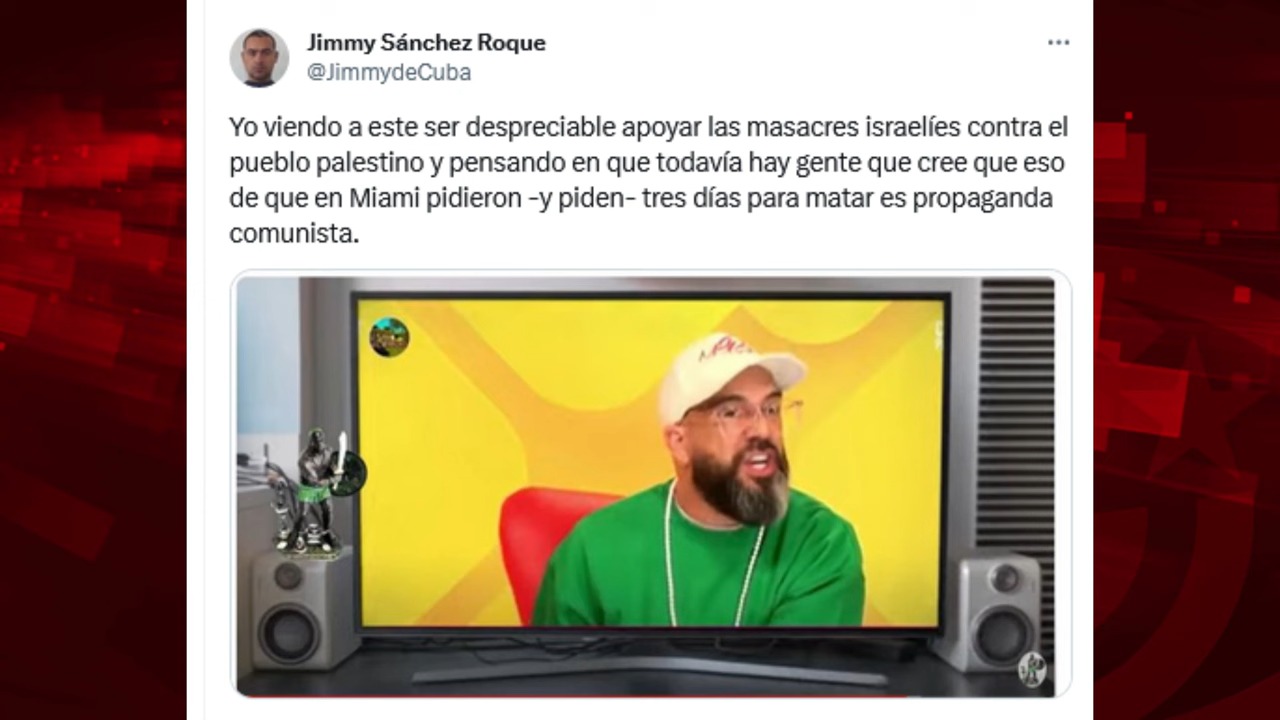 Jimmy Sánchez Roque
@JimmydeCuba
Yo viendo a este ser despreciable apoyar las masacres israelíes contra el
pueblo palestino y pensando en que todavía hay gente que cree que eso
de que en Miami pidieron -y piden- tres días para matar es propaganda
comunista.